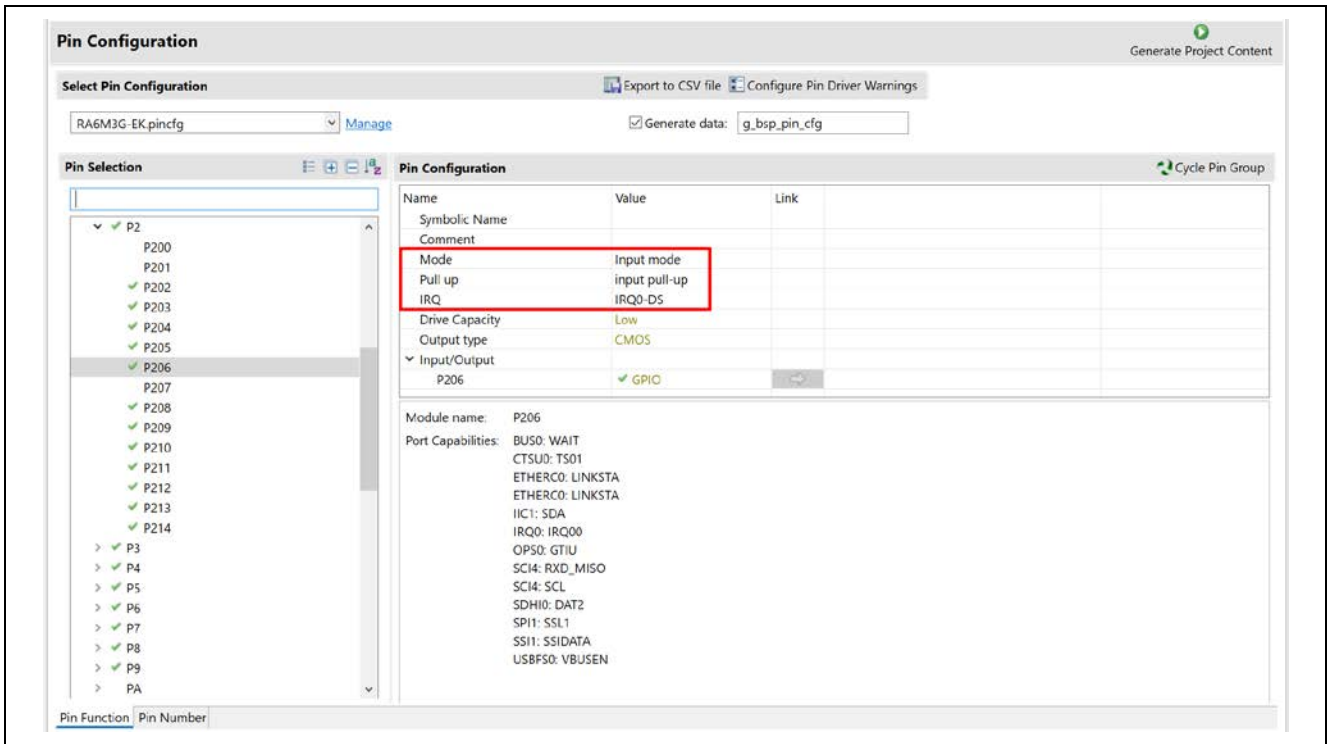 Pin Configuration
Generate Project Content
Select Pin Configuration
Export to CSV file Configure Pin Driver Warnings
RA6M3G-EK.pincfg Manage
Generate data: g_bsp_pin_cfg
Pin Selection
P2
P200
P201
P202
P203
P204
P205
P206
P207
P208
P209
P210
P211
P212
P213
P214
P3
P4
P5
P6
P7
P8
P9
PA
Pin Configuration Cycle Pin Group
Name Value Link
Symbolic Name
Comment
Mode Input mode
Pull up input pull-up
IRQ IRQ0-DS
Drive Capacity Low
Output type CMOS
Input/Output
P206 GPIO
Module name: P206
Port Capabilities: BUS0: WAIT
CTSU0: TS01
ETHERC0: LINKSTA
ETHERC0: LINKSTA
IIC1: SDA
IRQ0: IRQ00
OPS0: GTIU
SCI4: RXD_MISO
SCI4: SCL
SDHI0: DAT2
SPI1: SSL1
SSI1: SSIDATA
USBFS0: VBUSEN
Pin Function Pin Number